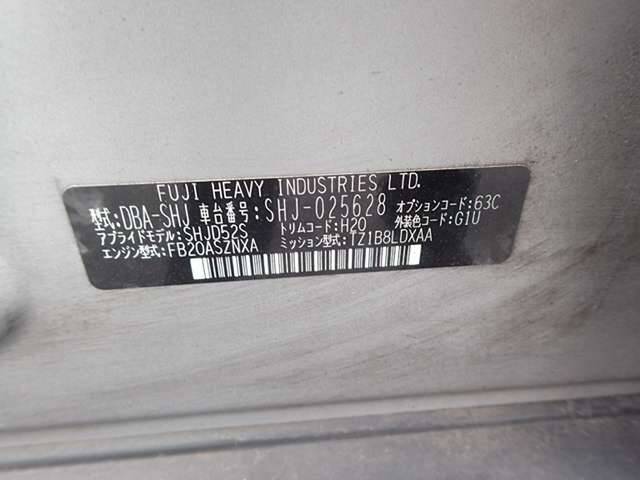 FUJI HEAVY INDUSTRIES LTD.
型式:DBA-SHJ 車台番号:SHJ-025628 オプションコード:63C
アプライドモデル:SHJD52S トリムコード:H20 外装色コード:G1U
エンジン型式:FB20ASZNXA ミッション型式:TZ1B8LDXAA